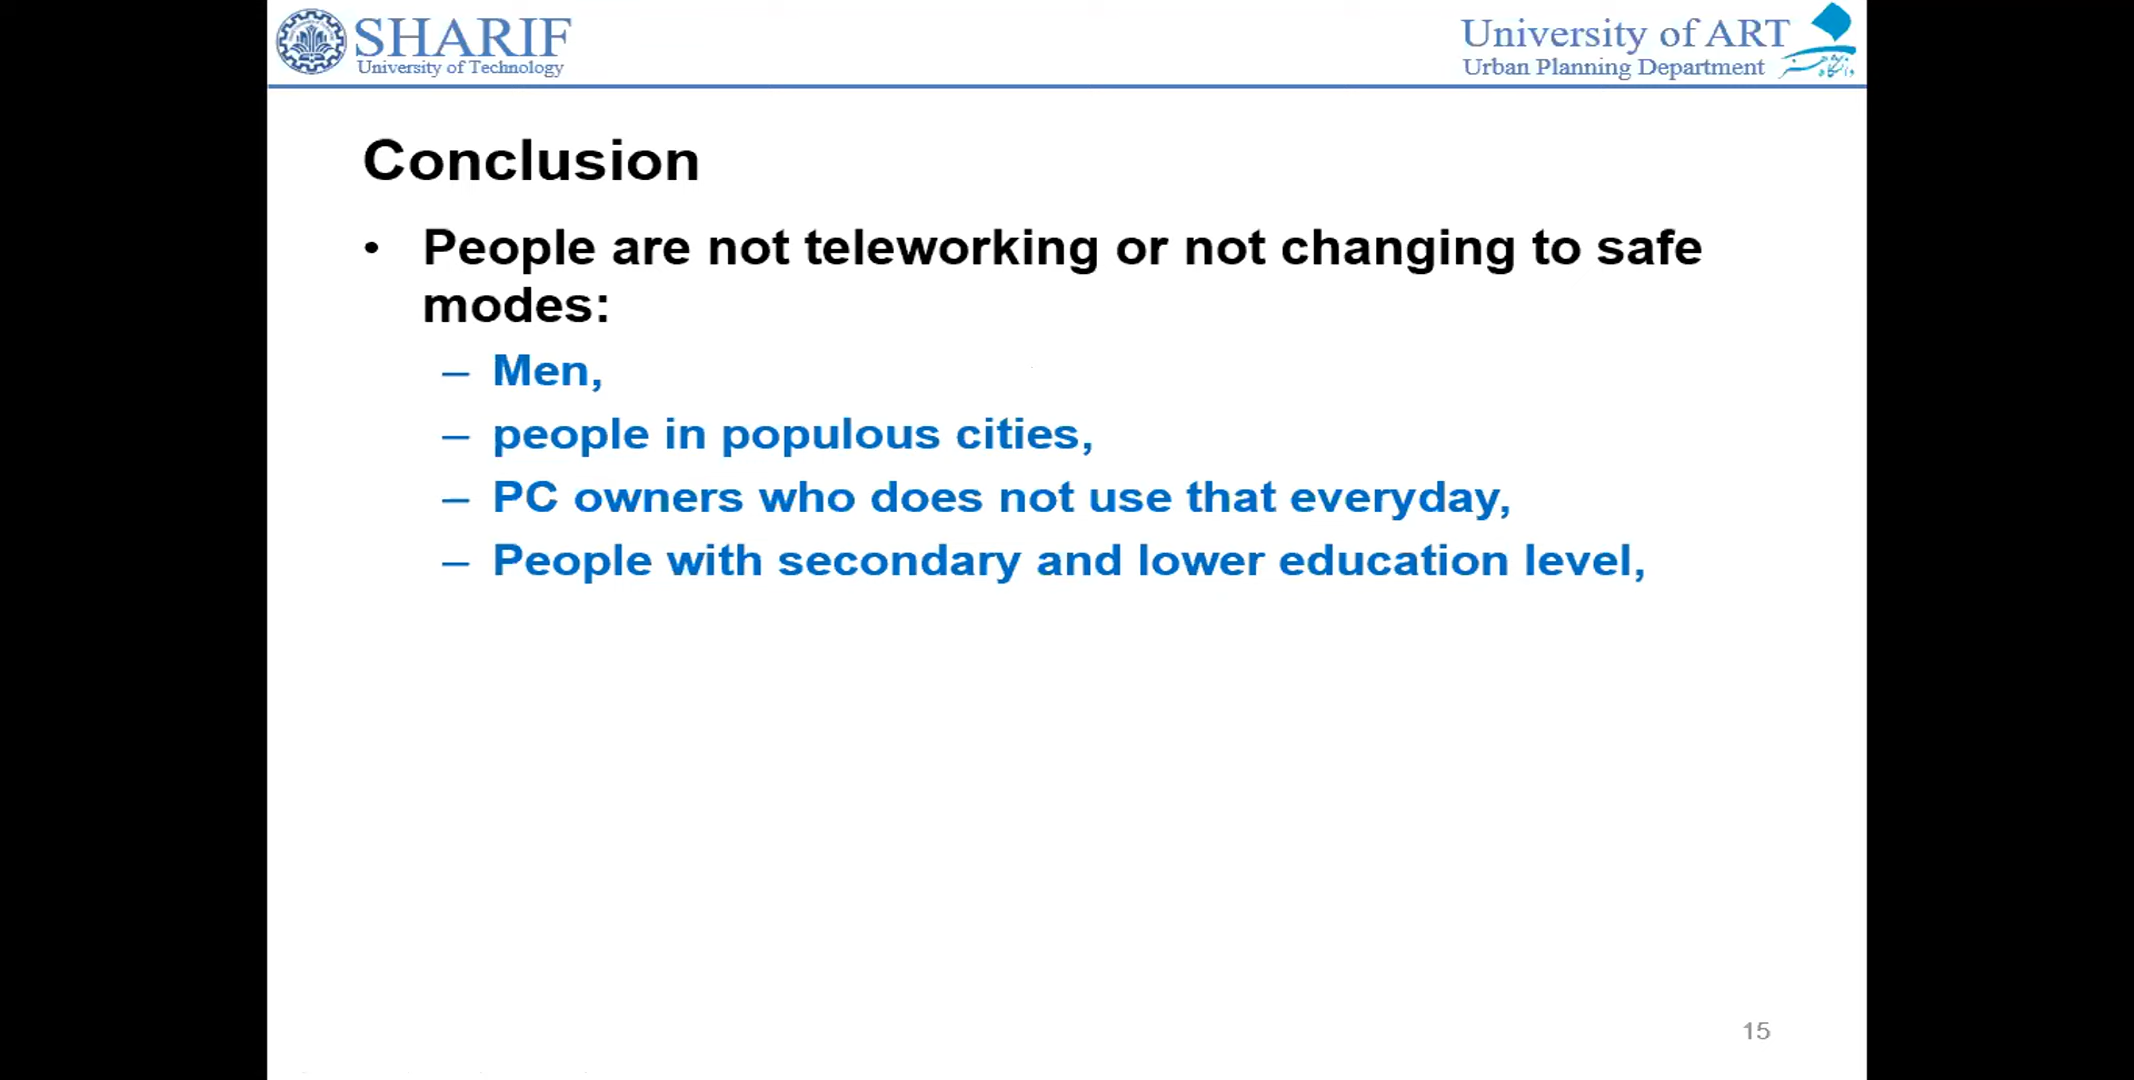 SHARIF
University of Technology
University of ART
Urban Planning Department
دانشگاه هنر
Conclusion
• People are not teleworking or not changing to safe
modes:
– Men,
– people in populous cities,
– PC owners who does not use that everyday,
– People with secondary and lower education level,
15